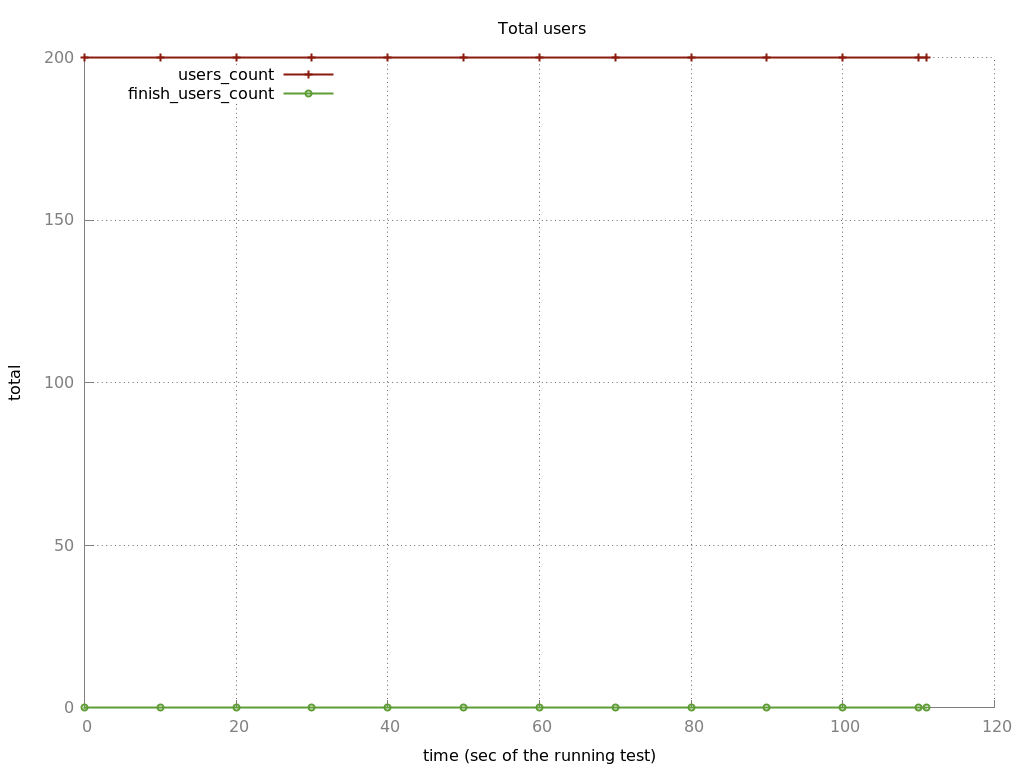 Total users
200
users_count
finish_users_count
150
100
total
50
0
0 20 40 60 80 100 120
time (sec of the running test)